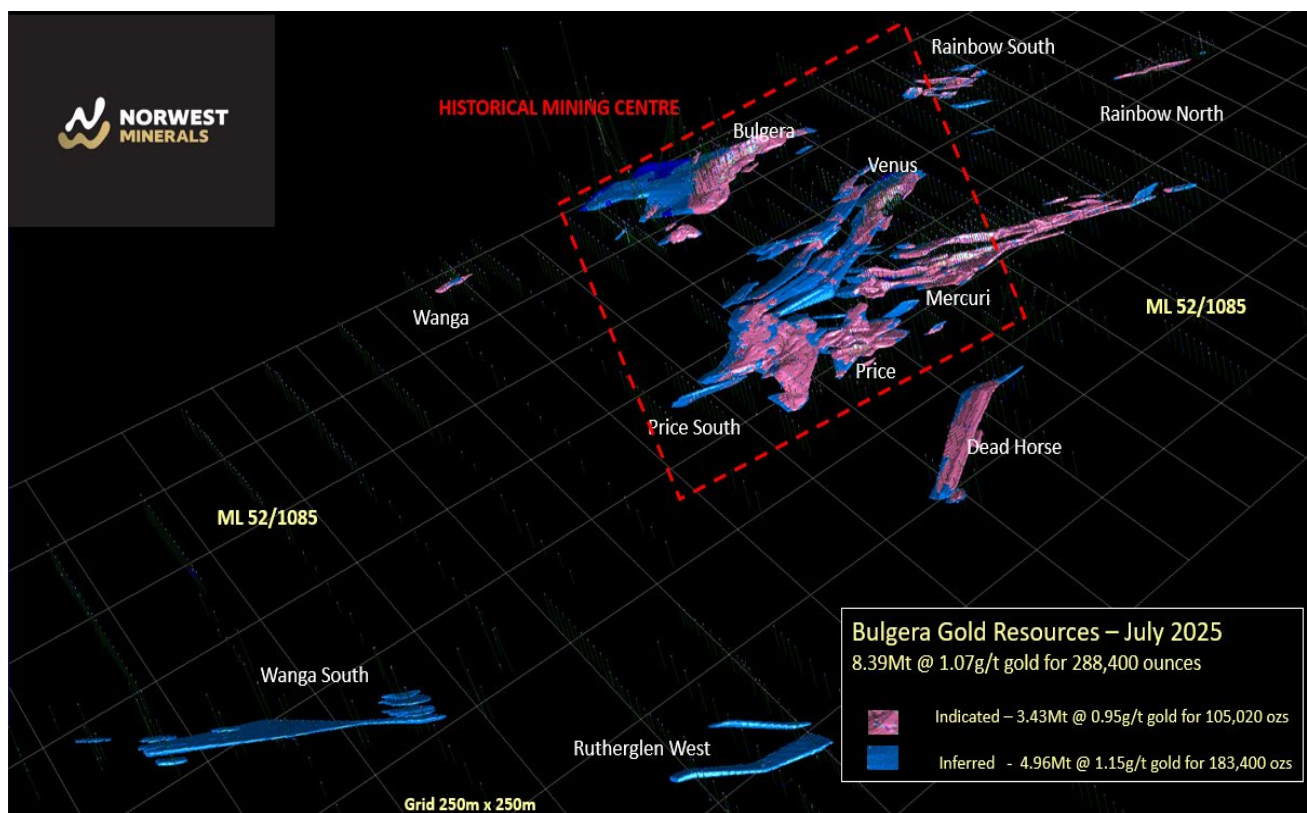 NORWEST
MINERALS
HISTORICAL MINING CENTRE
Rainbow South
Rainbow North
Bulgera
Venus
Wanga
Mercuri
ML 52/1085
Price
Price South
Dead Horse
ML 52/1085
Wanga South
Rutherglen West
Grid 250m x 250m
Bulgera Gold Resources – July 2025
8.39Mt @ 1.07g/t gold for 288,400 ounces
Indicated – 3.43Mt @ 0.95g/t gold for 105,020 ozs
Inferred - 4.96Mt @ 1.15g/t gold for 183,400 ozs